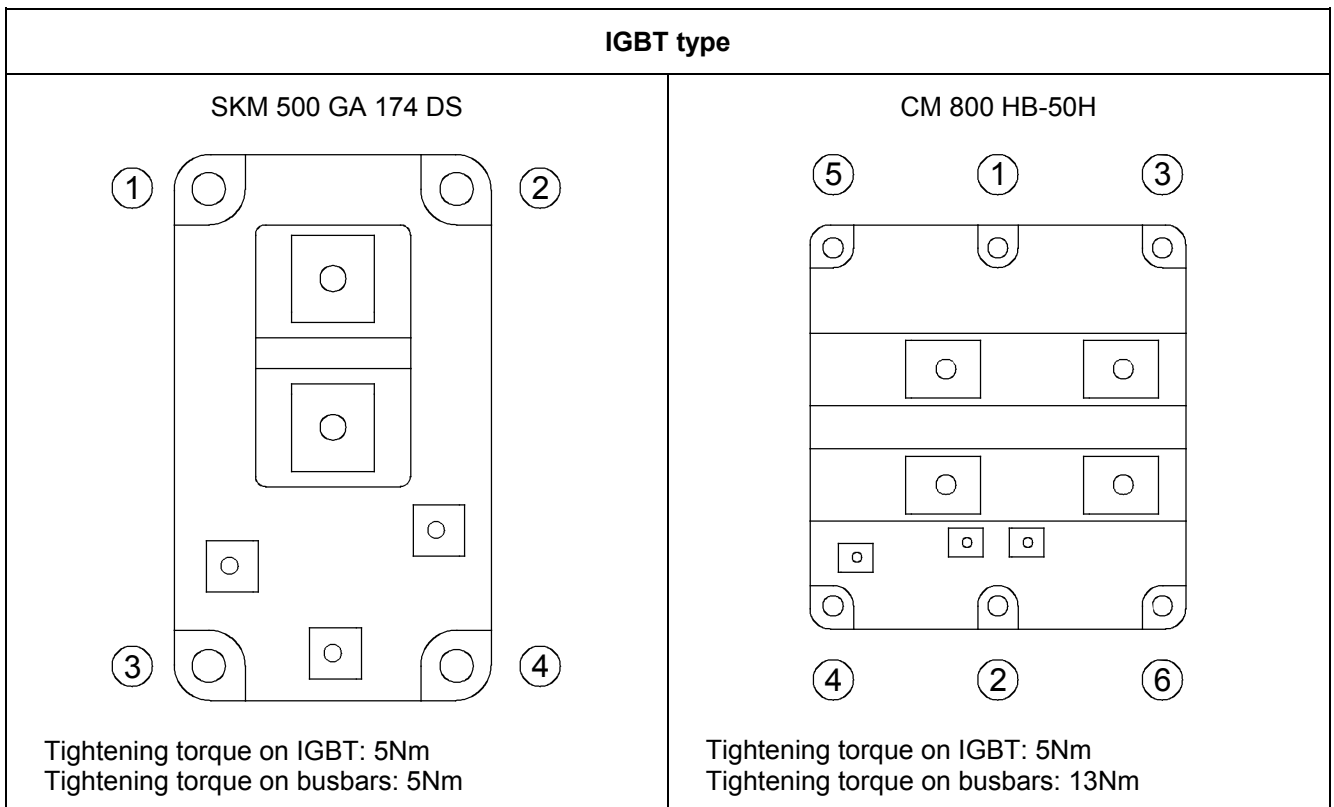 IGBT type
SKM 500 GA 174 DS
1
2
3
4
Tightening torque on IGBT: 5Nm
Tightening torque on busbars: 5Nm
CM 800 HB-50H
5 1 3
4 2 6
Tightening torque on IGBT: 5Nm
Tightening torque on busbars: 13Nm